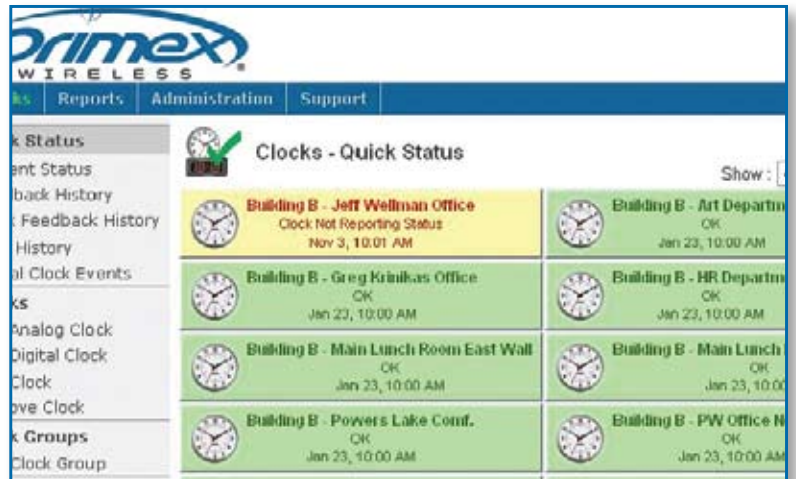 primex
WIRELESS
ks Reports Administration Support
k Status
ent Status
back History
Feedback History
History
al Clock Events
ks
Analog Clock
Digital Clock
Clock
ove Clock
k Groups
Clock Group
Clocks - Quick Status
Show :
Building B - Jeff Wellman Office
Clock Not Reporting Status
Nov 3, 10:01 AM
Building B - Art Departm
OK
Jan 23, 10:00 AM
Building B - Greg Krinikas Office
OK
Jan 23, 10:00 AM
Building B - HR Departm
OK
Jan 23, 10:00 AM
Building B - Main Lunch Room East Wall
OK
Jan 23, 10:00 AM
Building B - Main Lunch
OK
Jan 23, 10:00
Building B - Powers Lake Conf.
OK
Jan 23, 10:00 AM
Building B - PW Office N
OK
Jan 23, 10:00 AM